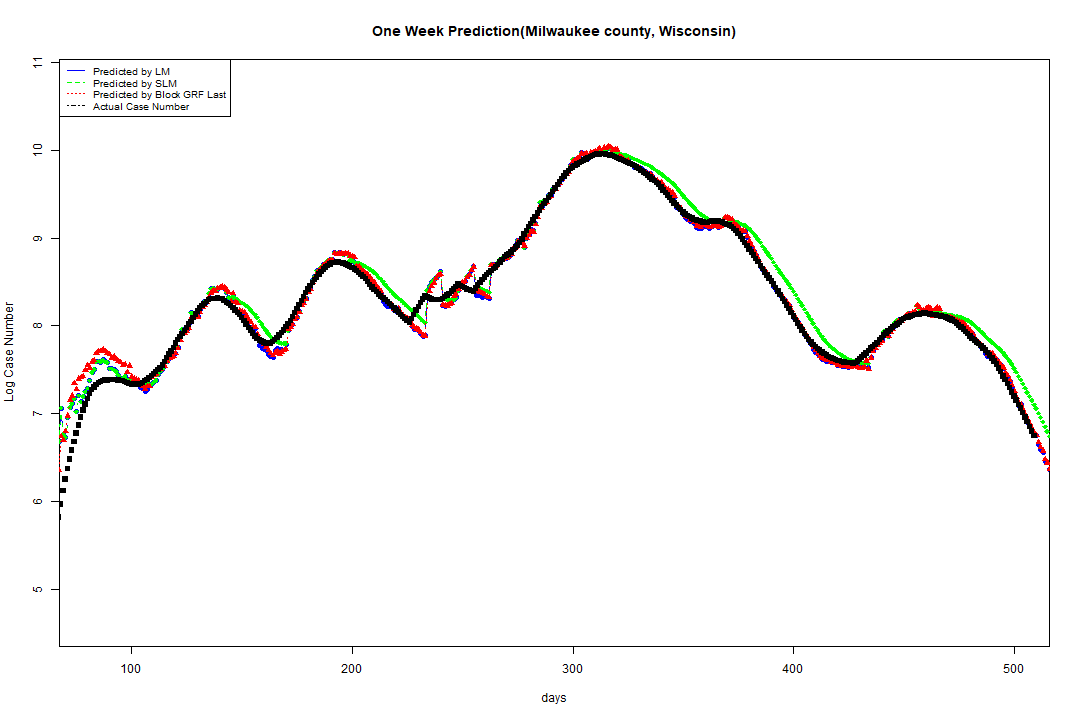 One Week Prediction(Milwaukee county, Wisconsin)
11
Predicted by LM
Predicted by SLM
Predicted by Block GRF Last
Actual Case Number
10
9
8
7
6
5
Log Case Number
100 200 300 400 500
days